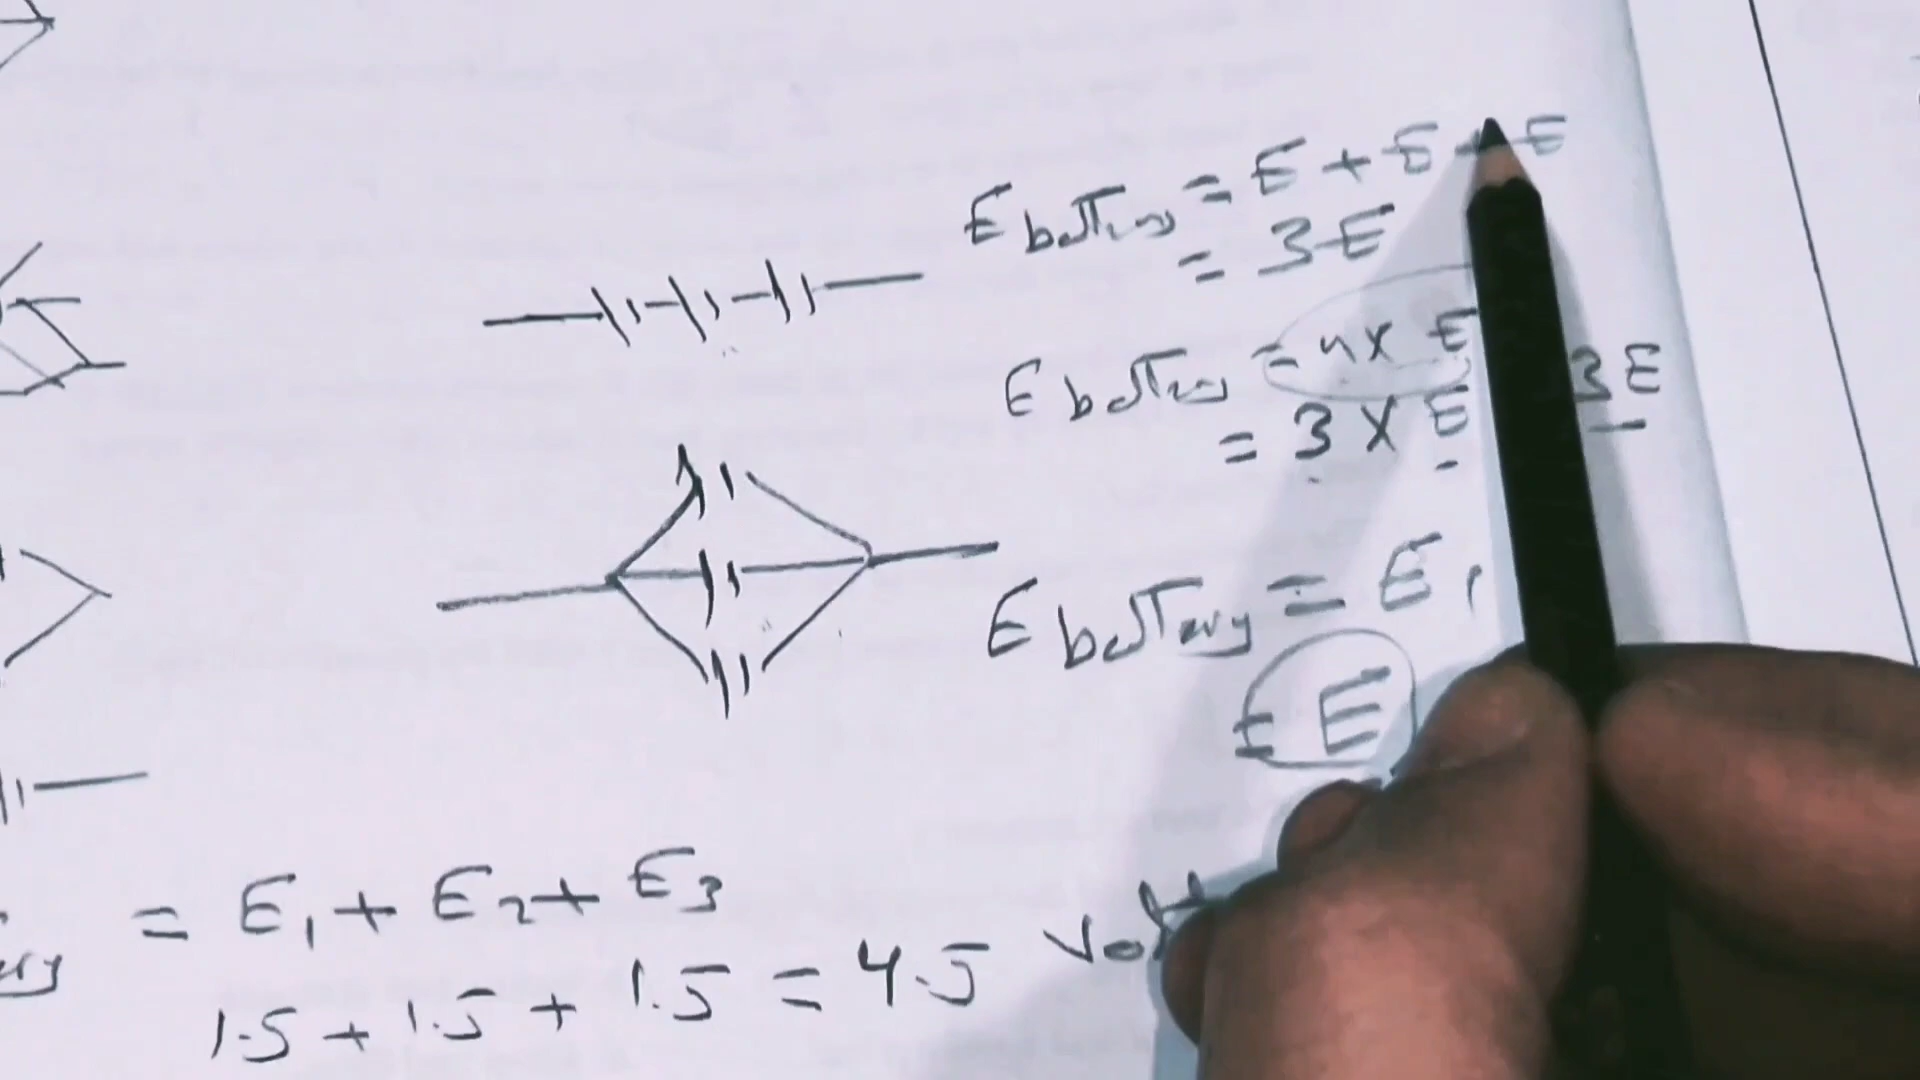 E battery = E + E + E
= 3E
E battery = n x E
= 3 x E 3E
E battery = E1
= E
= E1 + E2 + E3
1.5 + 1.5 + 1.5 = 4.5 Volt